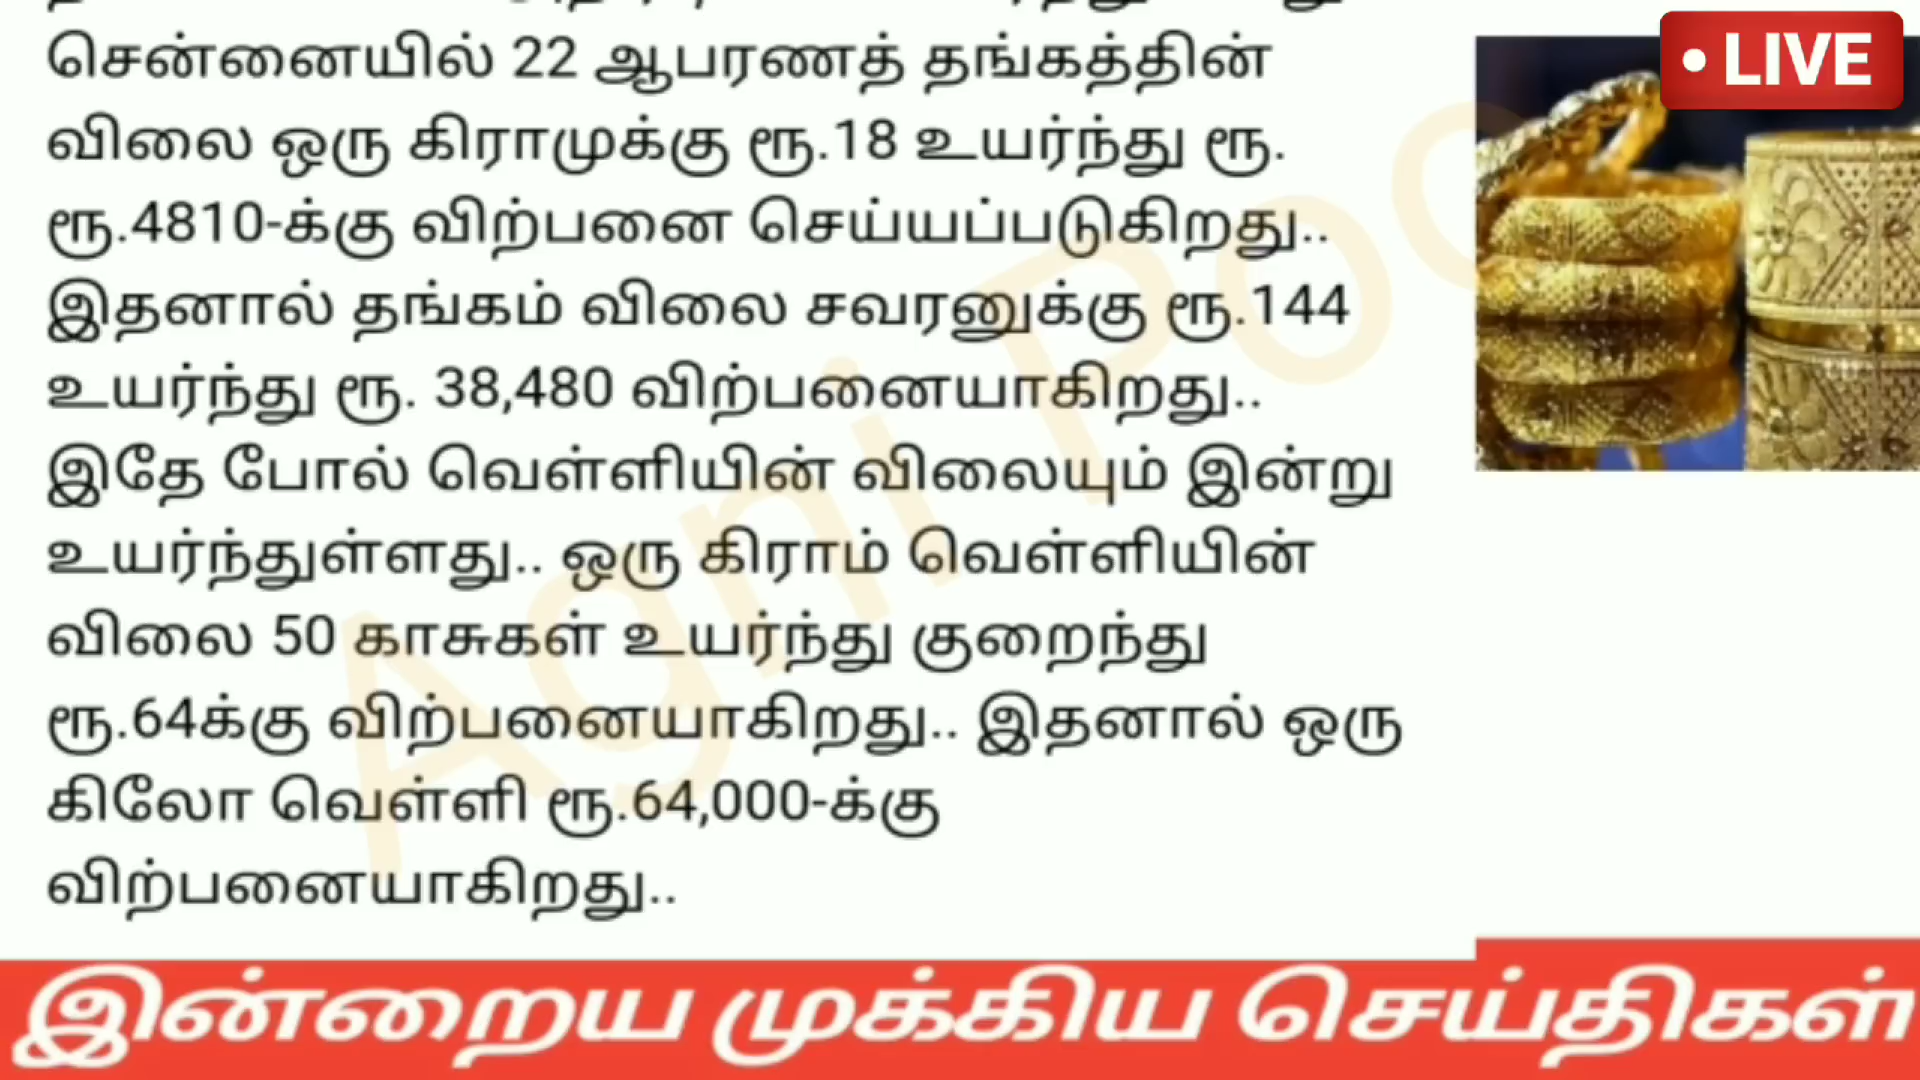 சென்னையில் 22 ஆபரணத் தங்கத்தின்
விலை ஒரு கிராமுக்கு ரூ.18 உயர்ந்து ரூ.
ரூ.4810-க்கு விற்பனை செய்யப்படுகிறது..
இதனால் தங்கம் விலை சவரனுக்கு ரூ.144
உயர்ந்து ரூ. 38,480 விற்பனையாகிறது..
இதே போல் வெள்ளியின் விலையும் இன்று
உயர்ந்துள்ளது.. ஒரு கிராம் வெள்ளியின்
விலை 50 காசுகள் உயர்ந்து குறைந்து
ரூ.64க்கு விற்பனையாகிறது.. இதனால் ஒரு
கிலோ வெள்ளி ரூ.64,000-க்கு
விற்பனையாகிறது..
• LIVE
Agni
இன்றைய முக்கிய செய்திகள்